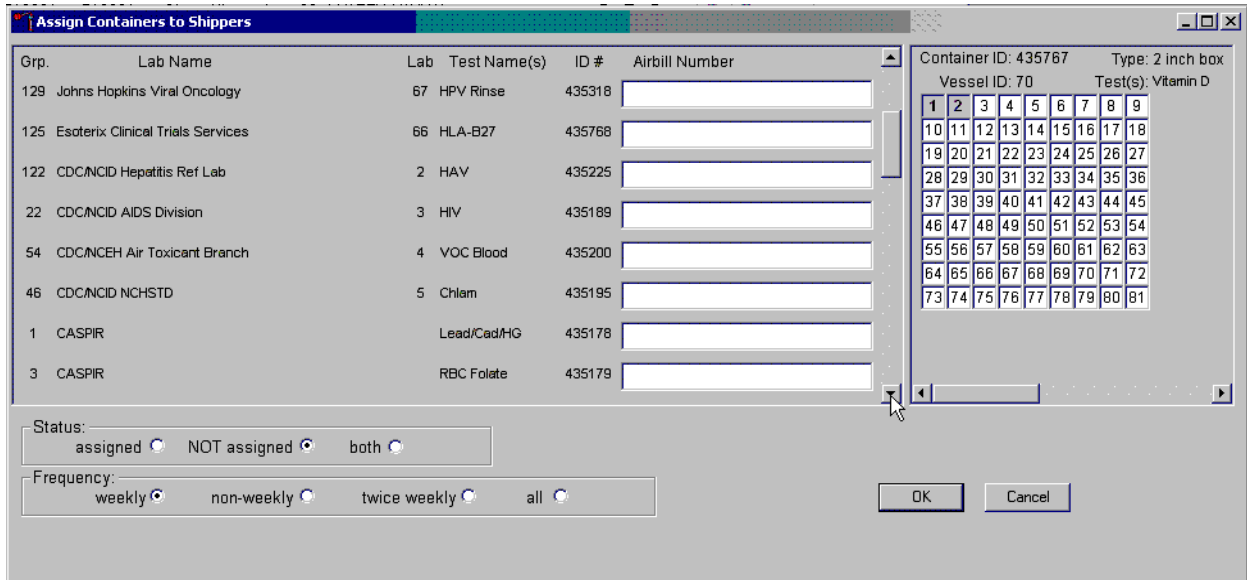 Assign Containers to Shippers
Grp. Lab Name Lab Test Name(s) ID # Airbill Number
129 Johns Hopkins Viral Oncology 67 HPV Rinse 435318
125 Esoterix Clinical Trials Services 66 HLA-B27 435768
122 CDC/NCID Hepatitis Ref Lab 2 HAV 435225
22 CDC/NCID AIDS Division 3 HIV 435189
54 CDC/NCEH Air Toxicant Branch 4 VOC Blood 435200
46 CDC/NCID NCHSTD 5 Chlam 435195
1 CASPIR Lead/Cad/HG 435178
3 CASPIR RBC Folate 435179
Container ID: 435767 Type: 2 inch box
Vessel ID: 70 Test(s): Vitamin D
1 2 3 4 5 6 7 8 9
10 11 12 13 14 15 16 17 18
19 20 21 22 23 24 25 26 27
28 29 30 31 32 33 34 35 36
37 38 39 40 41 42 43 44 45
46 47 48 49 50 51 52 53 54
55 56 57 58 59 60 61 62 63
64 65 66 67 68 69 70 71 72
73 74 75 76 77 78 79 80 81
Status:
assigned NOT assigned both
Frequency:
weekly non-weekly twice weekly all
OK Cancel